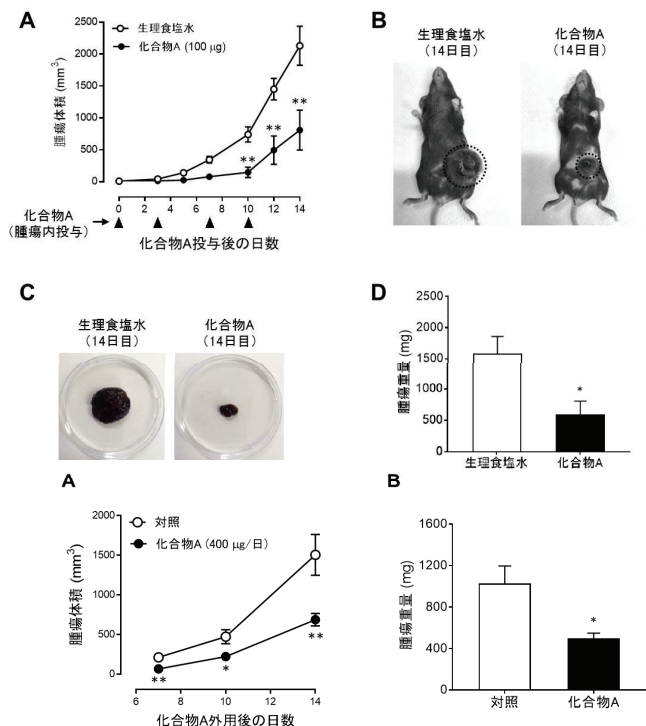 A
生理食塩水
化合物A (100 μg)
腫瘍体積 (mm³)
2500
2000
1500
1000
500
0
**
**
**
0 2 4 6 8 10 12 14
化合物A
(腫瘍内投与)
化合物A投与後の日数
B
生理食塩水
(14日目)
化合物A
(14日目)
C
生理食塩水
(14日目)
化合物A
(14日目)
D
腫瘍重量 (mg)
2500
2000
1500
1000
500
0
*
生理食塩水
化合物A
A
対照
化合物A (400 μg/日)
腫瘍体積 (mm³)
2000
1500
1000
500
0
**
*
**
6 8 10 12 14
化合物A外用後の日数
B
腫瘍重量 (mg)
1600
1200
800
400
0
*
対照
化合物A